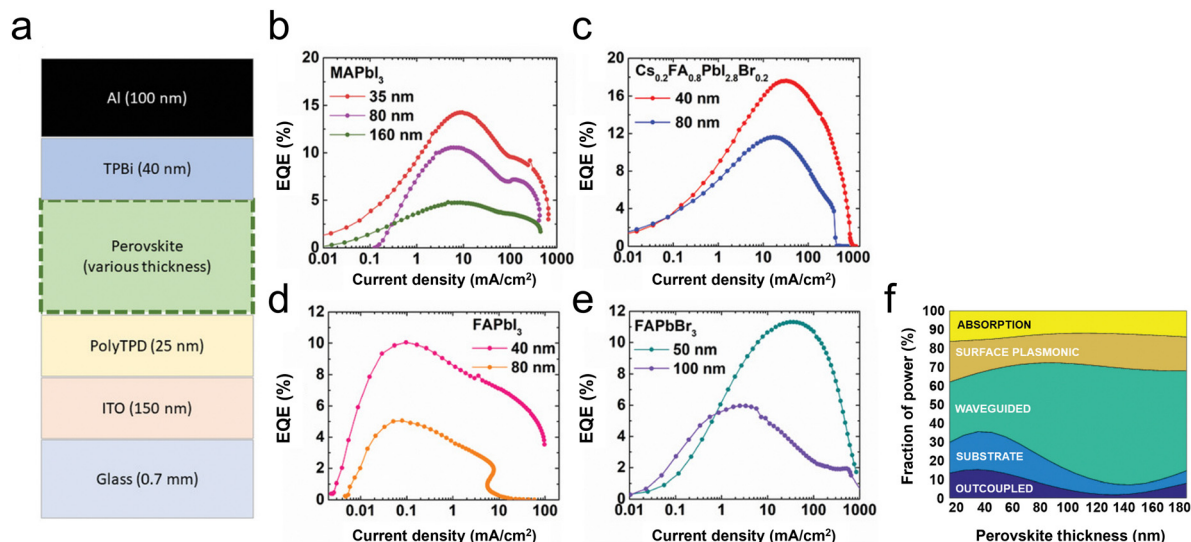 a
Al (100 nm)
TPBi (40 nm)
Perovskite
(various thickness)
PolyTPD (25 nm)
ITO (150 nm)
Glass (0.7 mm)
b
MAPbI3
35 nm
80 nm
160 nm
EQE (%)
20
15
10
5
0
0.01 0.1 1 10 100 1000
Current density (mA/cm²)
c
Cs0.2FA0.8PbI2.8Br0.2
40 nm
80 nm
EQE (%)
20
16
12
8
4
0
0.01 0.1 1 10 100 1000
Current density (mA/cm²)
d
FAPbI3
40 nm
80 nm
EQE (%)
12
10
8
6
4
2
0
0.01 0.1 1 10 100
Current density (mA/cm²)
e
FAPbBr3
50 nm
100 nm
EQE (%)
12
10
8
6
4
2
0
0.01 0.1 1 10 100 1000
Current density (mA/cm²)
f
ABSORPTION
SURFACE PLASMONIC
WAVEGUIDED
SUBSTRATE
OUTCOUPLED
Fraction of power (%)
100
90
80
70
60
50
40
30
20
10
0
20 40 60 80 100 120 140 160 180
Perovskite thickness (nm)